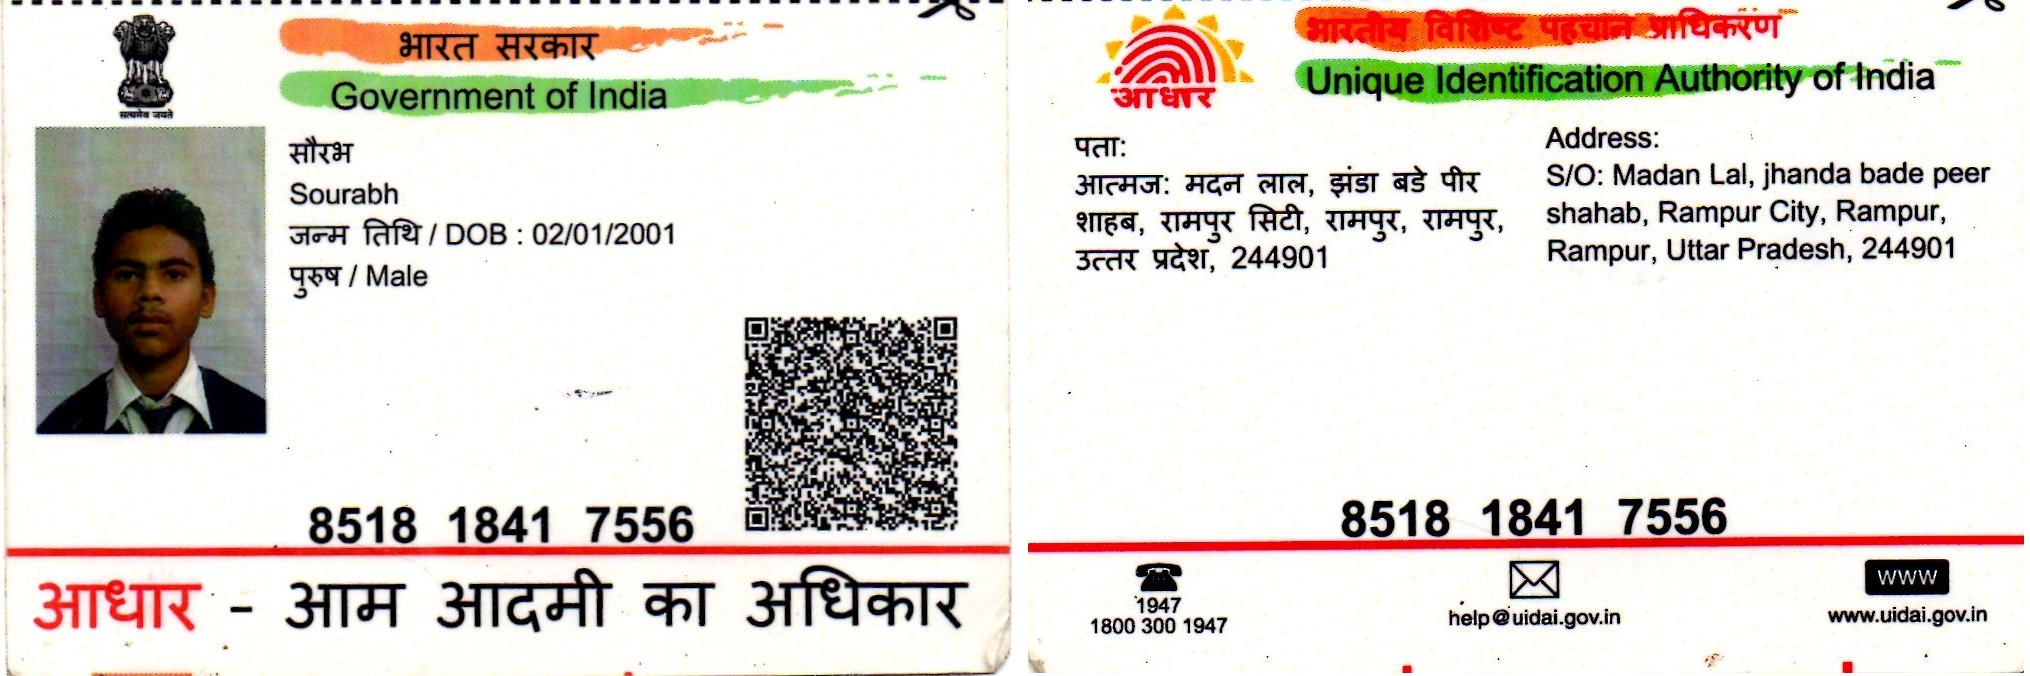 भारत सरकार
Government of India
सत्यमेव जयते
सौरभ
Sourabh
जन्म तिथि / DOB : 02/01/2001
पुरुष / Male
8518 1841 7556
आधार - आम आदमी का अधिकार
भारतीय विशिष्ट पहचान प्राधिकरण
Unique Identification Authority of India
आधार
पता:
आत्मज: मदन लाल, झंडा बडे पीर
शाहब, रामपुर सिटी, रामपुर, रामपुर,
उत्तर प्रदेश, 244901
Address:
S/O: Madan Lal, jhanda bade peer
shahab, Rampur City, Rampur,
Rampur, Uttar Pradesh, 244901
8518 1841 7556
1947
1800 300 1947
help@uidai.gov.in
www
www.uidai.gov.in